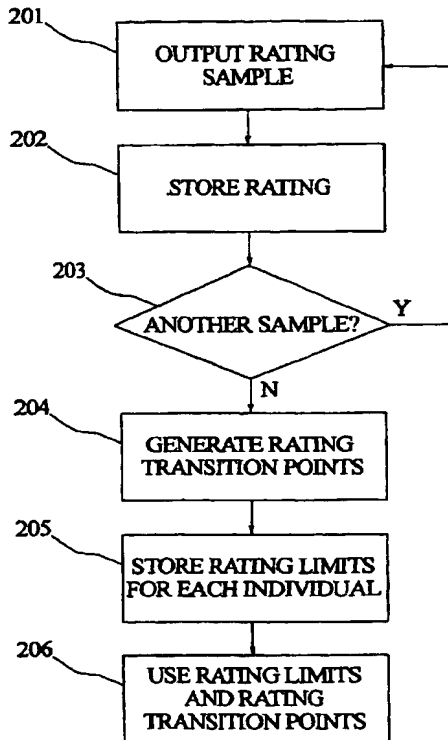 201
OUTPUT RATING
SAMPLE
202
.STORE RATING
203
ANOTHER SAMPLE?
Y
N
204
GENERATE RATING
TRANSITION POINTS
205
STORE RATING LIMITS
FOR EACH INDIVIDUAL
206
USE RATING LIMITS
AND RATING
TRANSITION POINTS